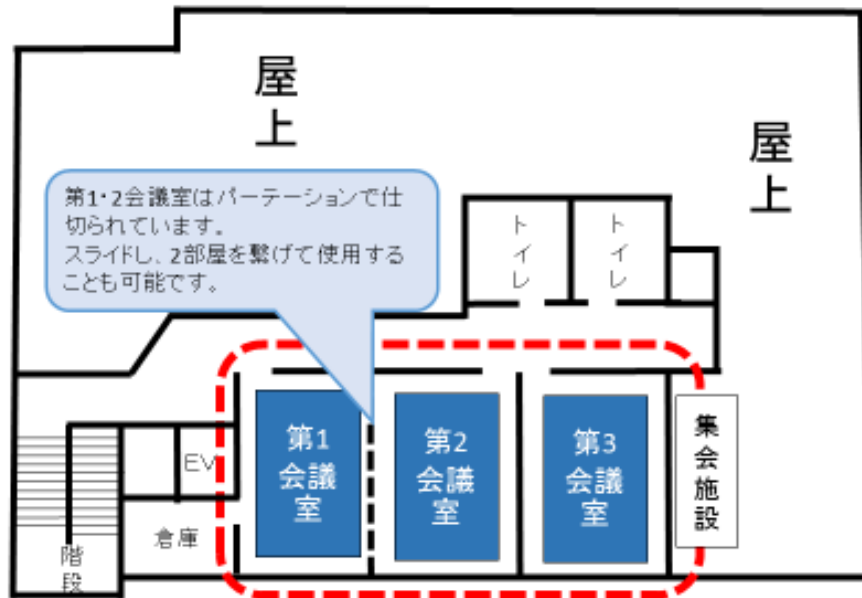 屋上
屋上
第1・2会議室はパーテーションで仕
切られています。
スライドし、2部屋を繋げて使用する
ことも可能です。
トイレ
トイレ
第1
会議
室
第2
会議
室
第3
会議
室
集会施設
EV
倉庫
階段